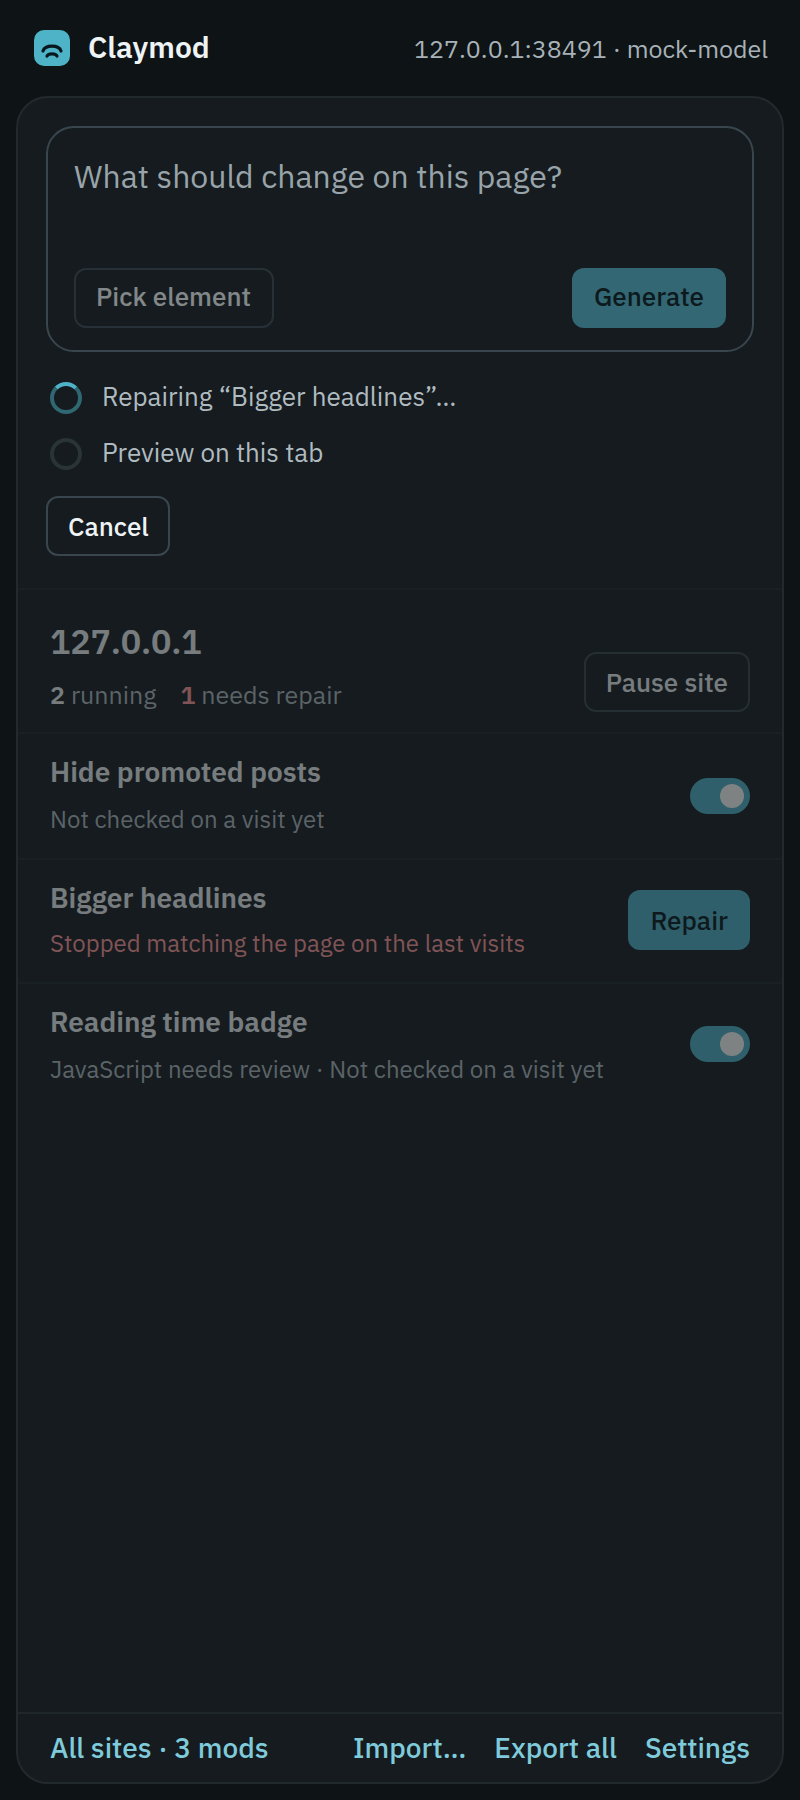 Claymod
127.0.0.1:38491 · mock-model
What should change on this page?
Pick element
Generate
Repairing “Bigger headlines”…
Preview on this tab
Cancel
127.0.0.1
2 running 1 needs repair
Pause site
Hide promoted posts
Not checked on a visit yet
Bigger headlines
Stopped matching the page on the last visits
Repair
Reading time badge
JavaScript needs review · Not checked on a visit yet
All sites · 3 mods
Import…
Export all
Settings